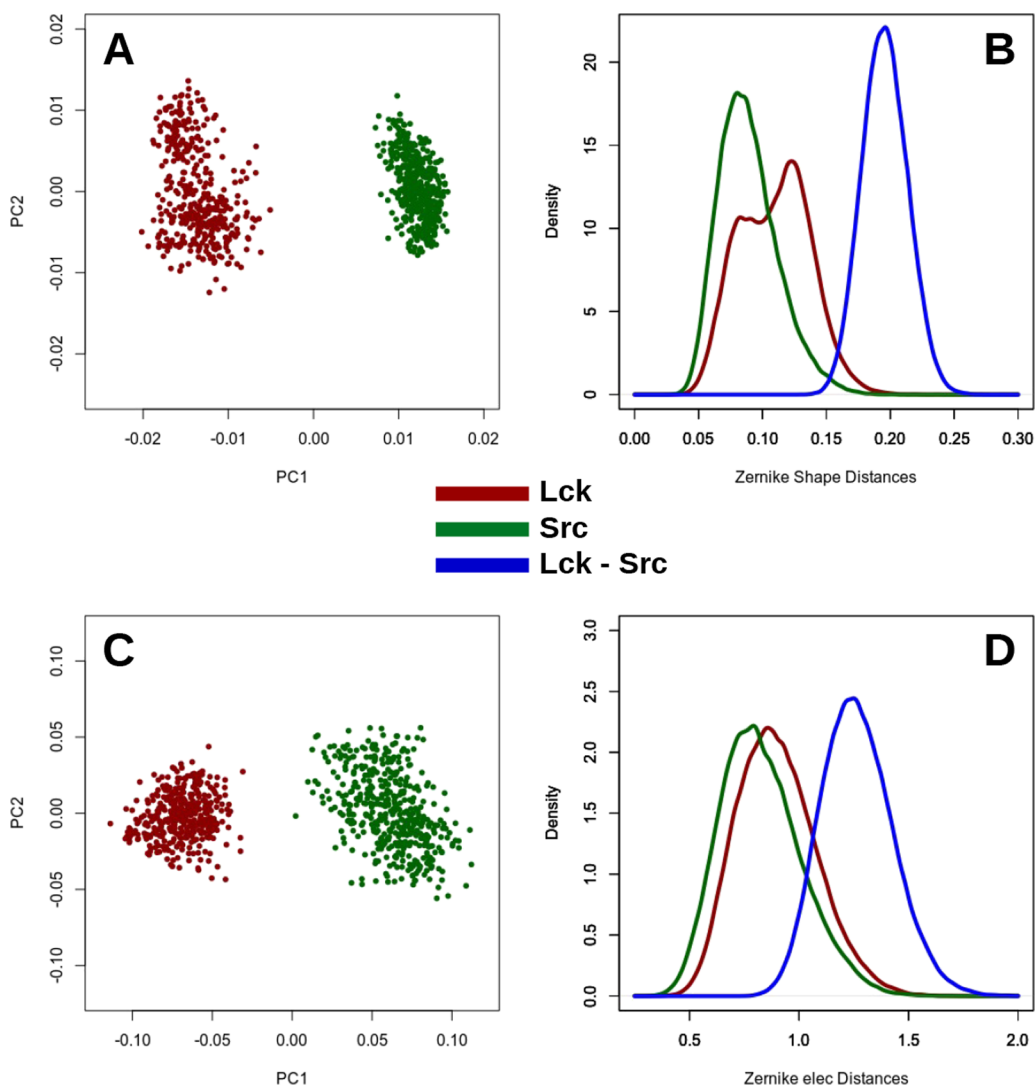 A
B
0.02
0.01
0.00
-0.01
-0.02
PC2
-0.02 -0.01 0.00 0.01 0.02
PC1
20
15
10
5
0
Density
0.00 0.05 0.10 0.15 0.20 0.25 0.30
Zernike Shape Distances
Lck
Src
Lck - Src
C
D
0.10
0.05
0.00
-0.05
-0.10
PC2
-0.10 -0.05 0.00 0.05 0.10
PC1
3.0
2.5
2.0
1.5
1.0
0.5
0.0
Density
0.5 1.0 1.5 2.0
Zernike elec Distances